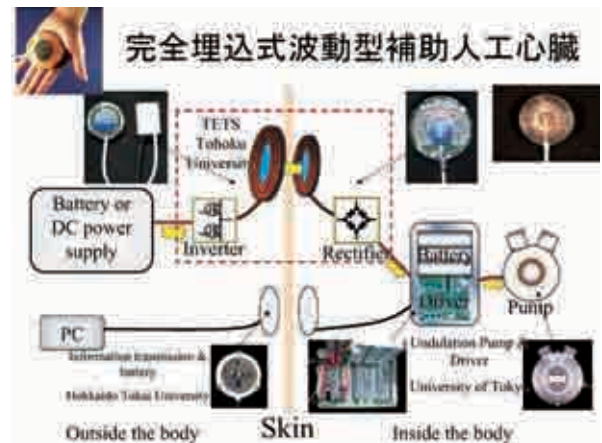 完全埋込式波動型補助人工心臓
TETS
Tohoku
University
Battery or
DC power
supply
Inverter
Rectifier
Battery
Driver
Pump
PC
Information transmission &
battery
Hokkaido Tokai University
Undulation Pump &
Driver
University of Tokyo
Outside the body
Skin
Inside the body